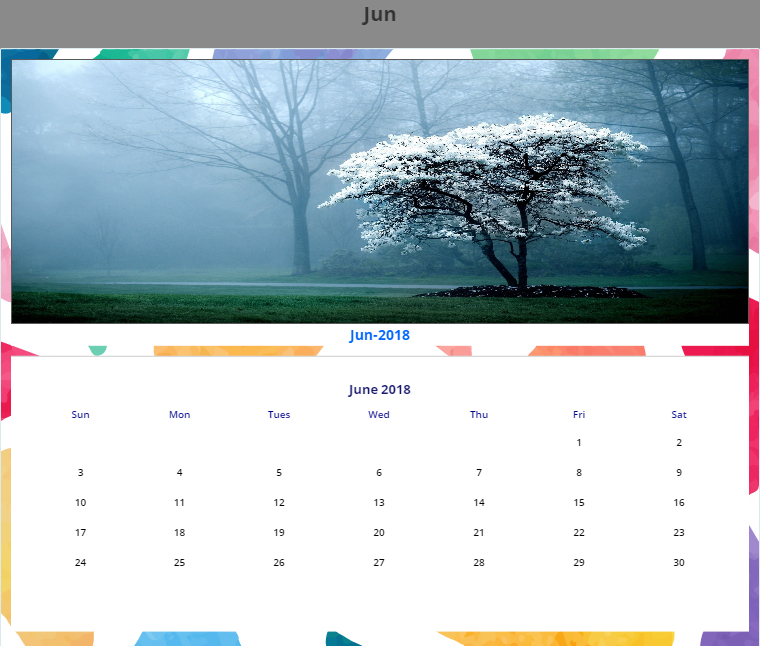 Jun
Jun-2018
June 2018
Sun Mon Tues Wed Thu Fri Sat
1 2
3 4 5 6 7 8 9
10 11 12 13 14 15 16
17 18 19 20 21 22 23
24 25 26 27 28 29 30